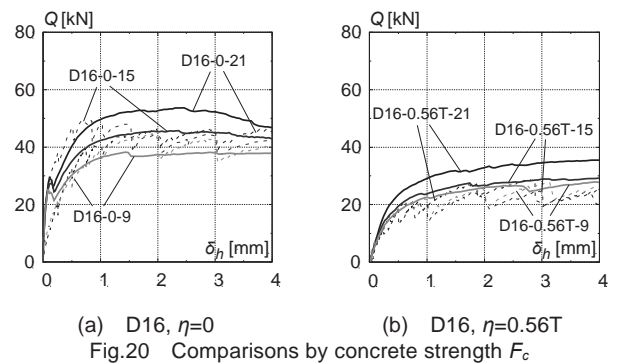 Q [kN]
80
60
40
20
0
D16-0-15
D16-0-21
D16-0-9
δh [mm]
0 1 2 3 4
(a) D16, η=0
Q [kN]
80
60
40
20
0
D16-0.56T-21
D16-0.56T-15
D16-0.56T-9
δh [mm]
0 1 2 3 4
(b) D16, η=0.56T
Fig.20 Comparisons by concrete strength Fc